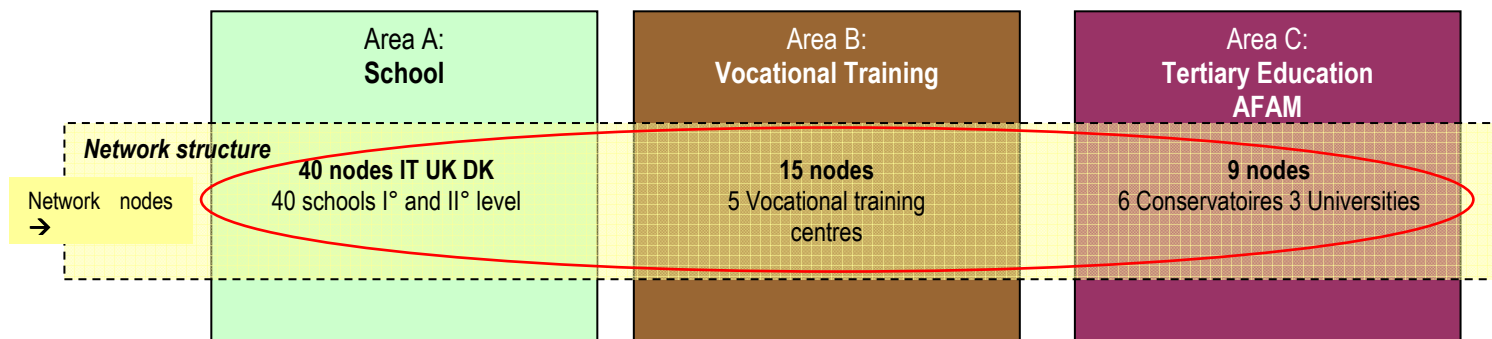 Area A:
School
Area B:
Vocational Training
Area C:
Tertiary Education
AFAM
Network structure
Network nodes
→
40 nodes IT UK DK
40 schools I° and II° level
15 nodes
5 Vocational training
centres
9 nodes
6 Conservatoires 3 Universities